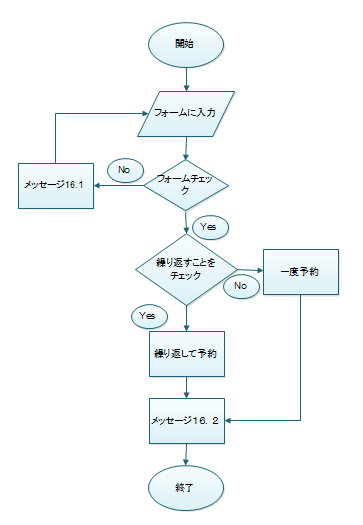 開始
フォームに入力
No
メッセージ16.1
フォームチェッ
ク
Yes
繰り返すことを
チェック
No
一度予約
Yes
繰り返して予約
メッセージ１６．２
終了